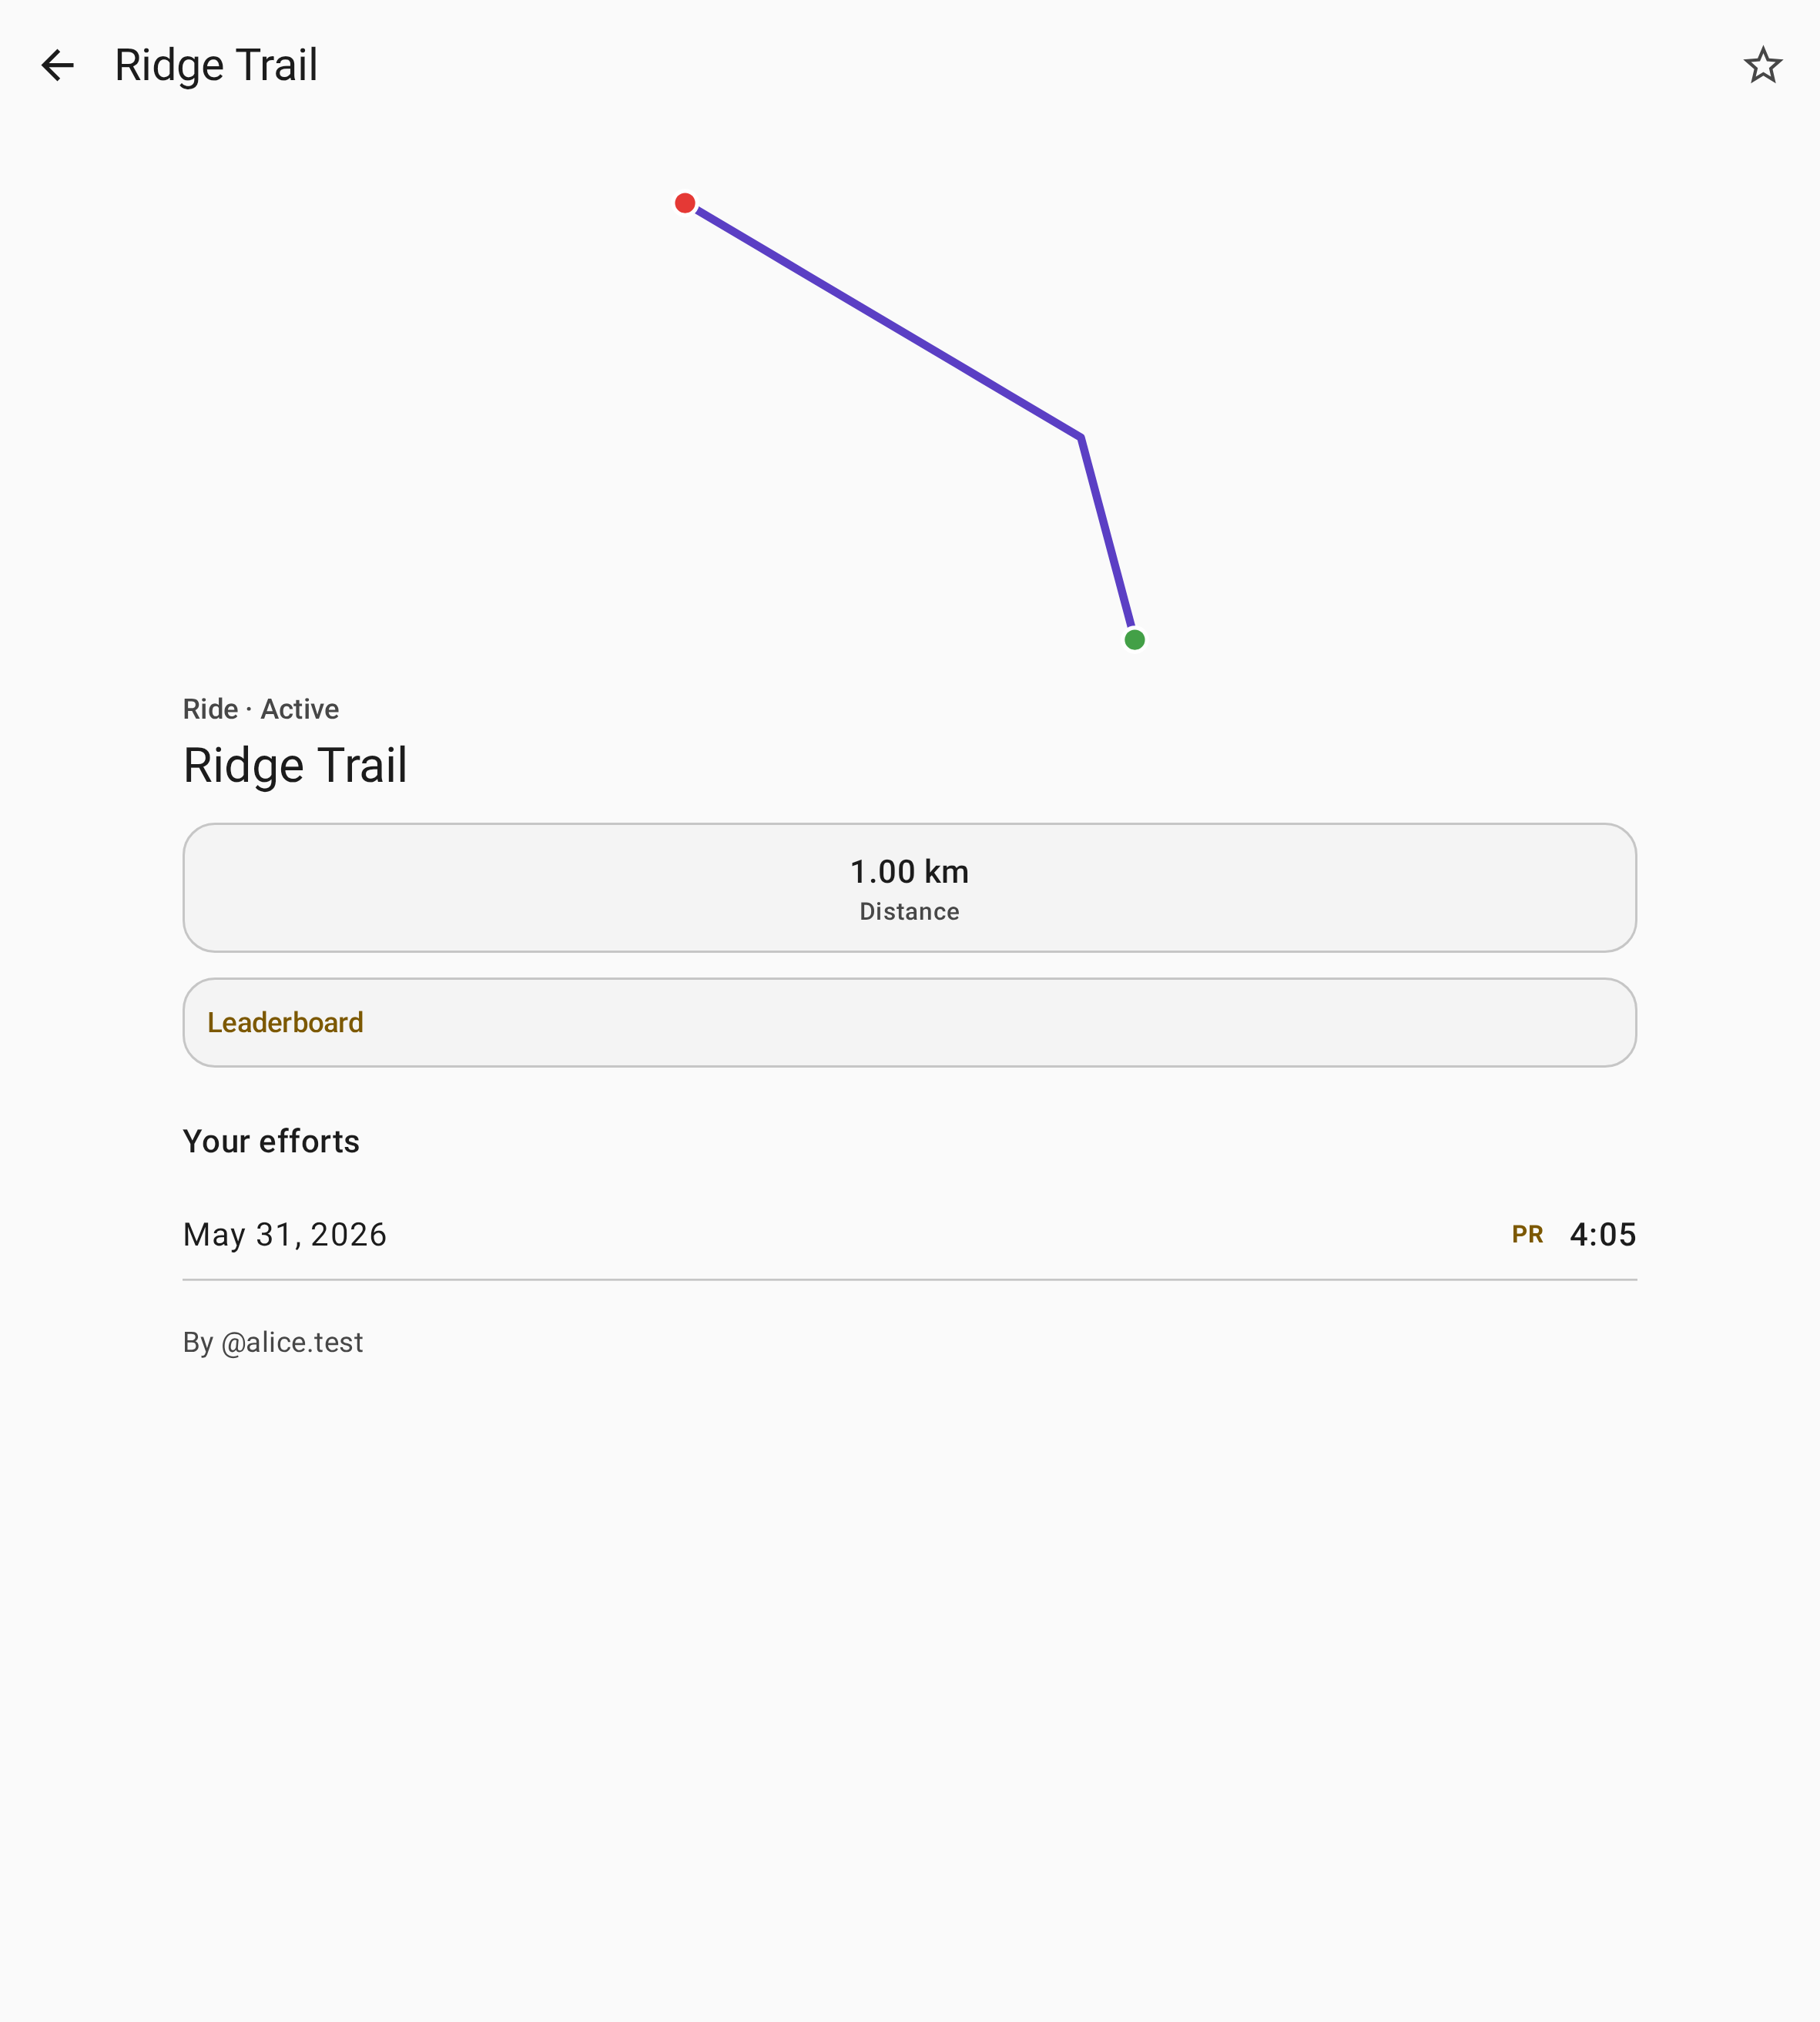 Ridge Trail
Ride · Active
Ridge Trail
1.00 km
Distance
Leaderboard
Your efforts
May 31, 2026 PR 4:05
By @alice.test